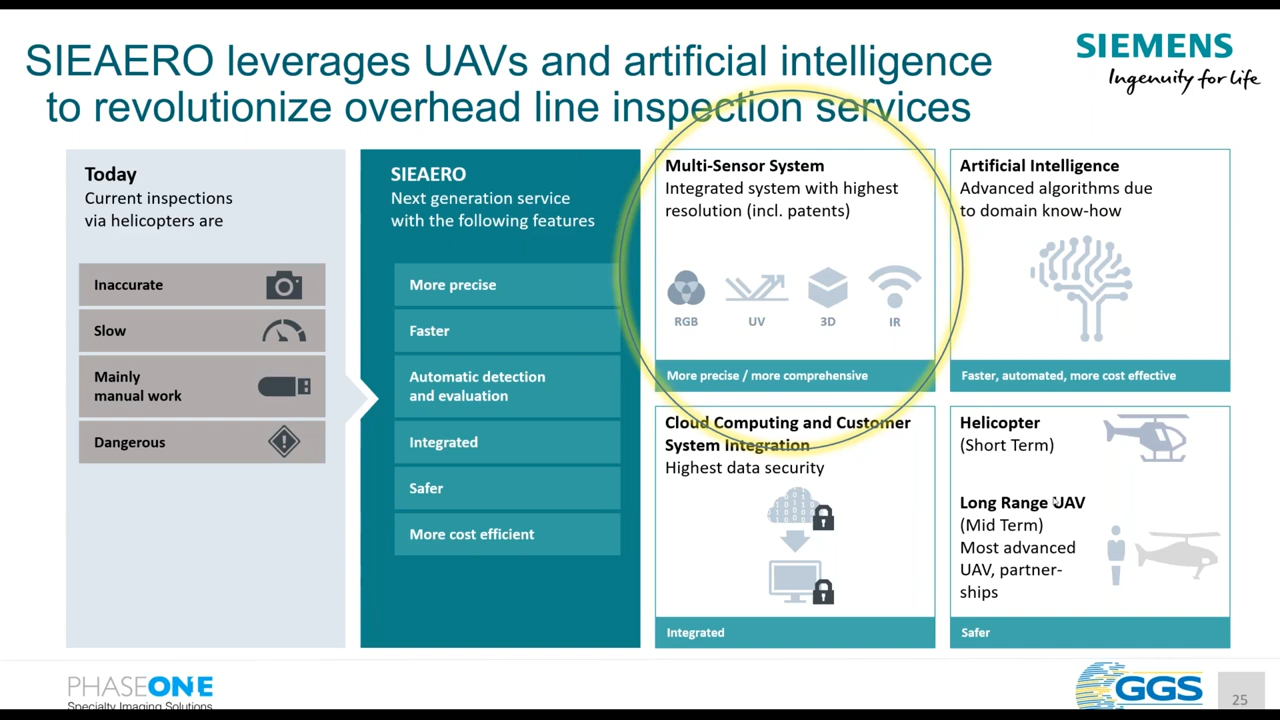 SIEAERO leverages UAVs and artificial intelligence
to revolutionize overhead line inspection services
SIEMENS
Ingenuity for Life
Today
Current inspections
via helicopters are
Inaccurate
Slow
Mainly
manual work
Dangerous
SIEAERO
Next generation service
with the following features
More precise
Faster
Automatic detection
and evaluation
Integrated
Safer
More cost efficient
Multi-Sensor System
Integrated system with highest
resolution (incl. patents)
RGB
UV
3D
IR
More precise / more comprehensive
Artificial Intelligence
Advanced algorithms due
to domain know-how
Faster, automated, more cost effective
Cloud Computing and Customer
System Integration
Highest data security
Integrated
Helicopter
(Short Term)
Long Range UAV
(Mid Term)
Most advanced
UAV, partner-
ships
Safer
PHASEONE
Specialty Imaging Solutions
GGS
25